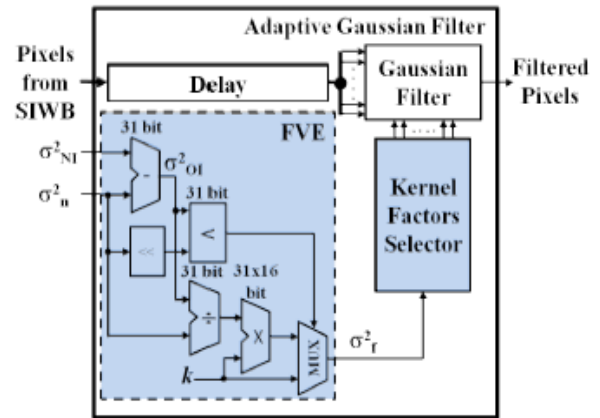 Adaptive Gaussian Filter
Pixels
from
SIWB
Delay
Gaussian
Filter
Filtered
Pixels
31 bit
FVE
σ²NI
σ²OI
σ²n
-
31 bit
<<
<
Kernel
Factors
Selector
31 bit
31x16
bit
÷
X
MUX
σ²f
k